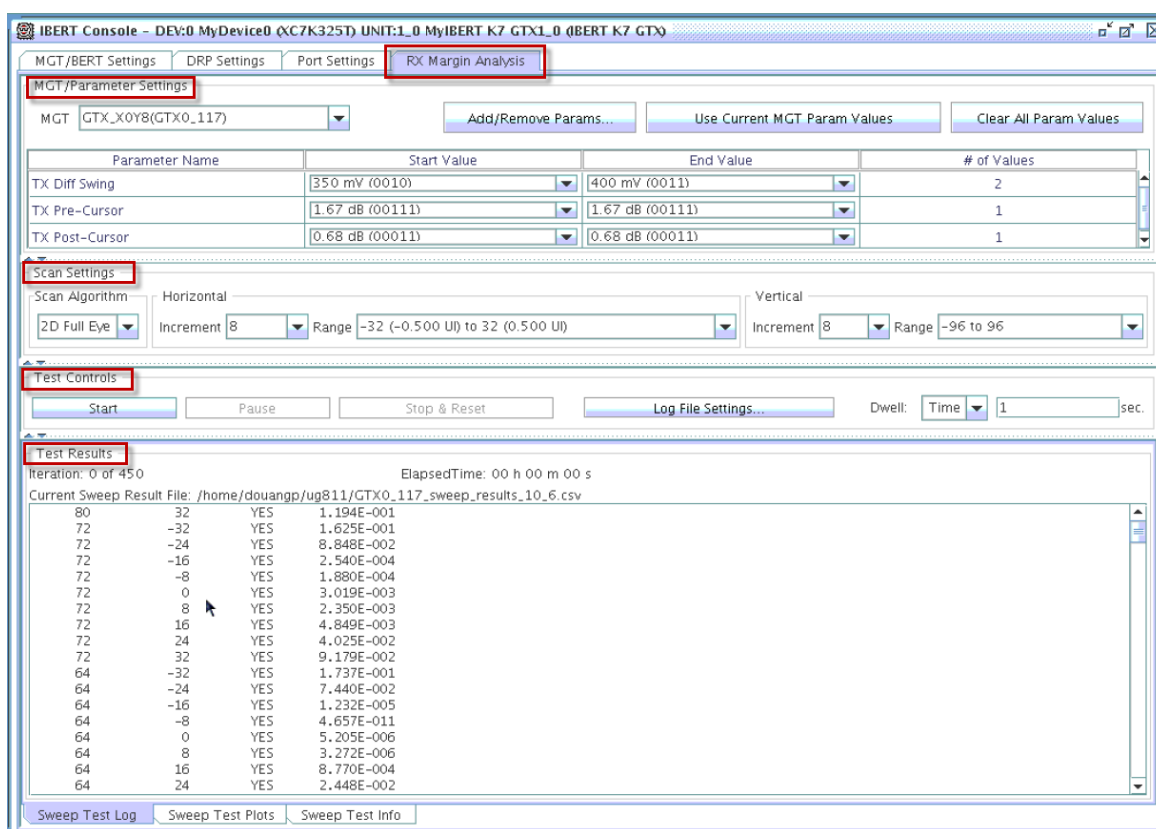 IBERT Console - DEV:0 MyDevice0 (XC7K325T) UNIT:1_0 MyIBERT K7 GTX1_0 (IBERT K7 GTX)
MGT/BERT Settings DRP Settings Port Settings RX Margin Analysis
MGT/Parameter Settings
MGT GTX_X0Y8(GTX0_117) Add/Remove Params... Use Current MGT Param Values Clear All Param Values
Parameter Name Start Value End Value # of Values
TX Diff Swing 350 mV (0010) 400 mV (0011) 2
TX Pre-Cursor 1.67 dB (00111) 1.67 dB (00111) 1
TX Post-Cursor 0.68 dB (00011) 0.68 dB (00011) 1
Scan Settings
Scan Algorithm Horizontal Vertical
2D Full Eye Increment 8 Range -32 (-0.500 UI) to 32 (0.500 UI) Increment 8 Range -96 to 96
Test Controls
Start Pause Stop & Reset Log File Settings... Dwell: Time 1 sec.
Test Results
Iteration: 0 of 450 ElapsedTime: 00 h 00 m 00 s
Current Sweep Result File: /home/douangp/ug811/GTX0_117_sweep_results_10_6.csv
80 32 YES 1.194E-001
72 -32 YES 1.625E-001
72 -24 YES 8.848E-002
72 -16 YES 2.540E-004
72 -8 YES 1.880E-004
72 0 YES 3.019E-003
72 8 YES 2.350E-003
72 16 YES 4.849E-003
72 24 YES 4.025E-002
72 32 YES 9.179E-002
64 -32 YES 1.737E-001
64 -24 YES 7.440E-002
64 -16 YES 1.232E-005
64 -8 YES 4.657E-011
64 0 YES 5.205E-006
64 8 YES 3.272E-006
64 16 YES 8.770E-004
64 24 YES 2.448E-002
Sweep Test Log Sweep Test Plots Sweep Test Info